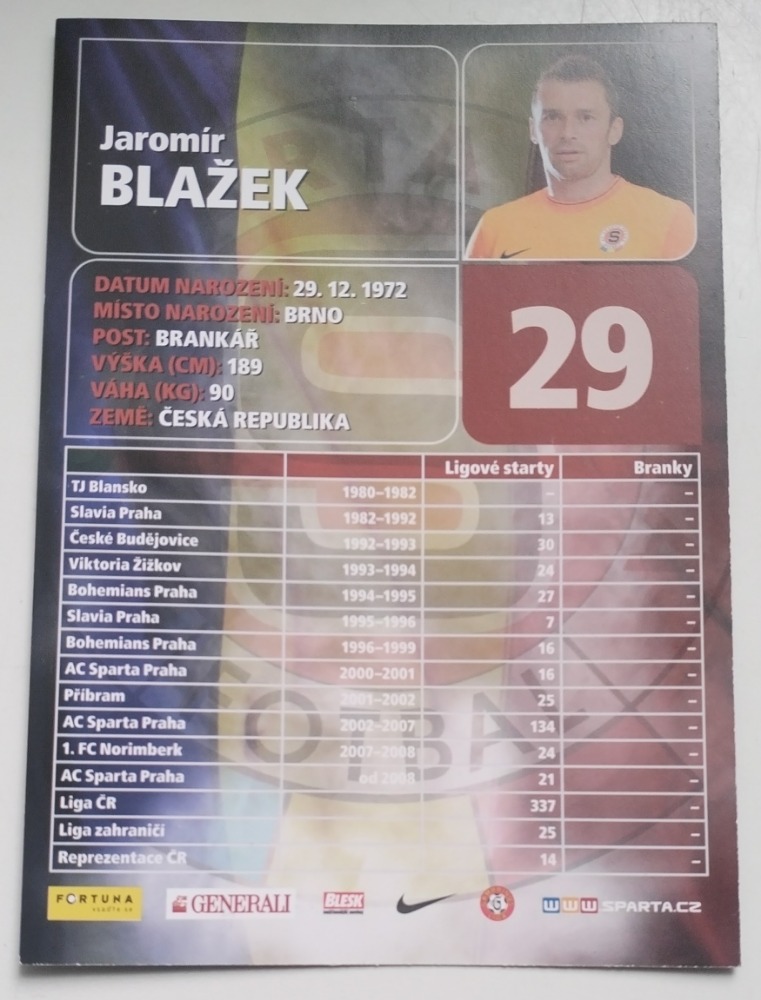 Jaromír
BLAŽEK
DATUM NAROZENÍ: 29. 12. 1972
MÍSTO NAROZENÍ: BRNO
POST: BRANKÁŘ
VÝŠKA (CM): 189
VÁHA (KG): 90
ZEMĚ: ČESKÁ REPUBLIKA
29
Ligové starty Branky
TJ Blansko 1980–1982 – –
Slavia Praha 1982–1992 13 –
České Budějovice 1992–1993 30 –
Viktoria Žižkov 1993–1994 24 –
Bohemians Praha 1994–1995 27 –
Slavia Praha 1995–1996 7 –
Bohemians Praha 1996–1999 16 –
AC Sparta Praha 2000–2001 16 –
Příbram 2001–2002 25 –
AC Sparta Praha 2002–2007 134 –
1. FC Norimberk 2007–2008 24 –
AC Sparta Praha od 2008 21 –
Liga ČR 337 –
Liga zahraničí 25 –
Reprezentace ČR 14 –
FORTUNA GENERALI BLESK WWW SPARTA.CZ
FOTBAL